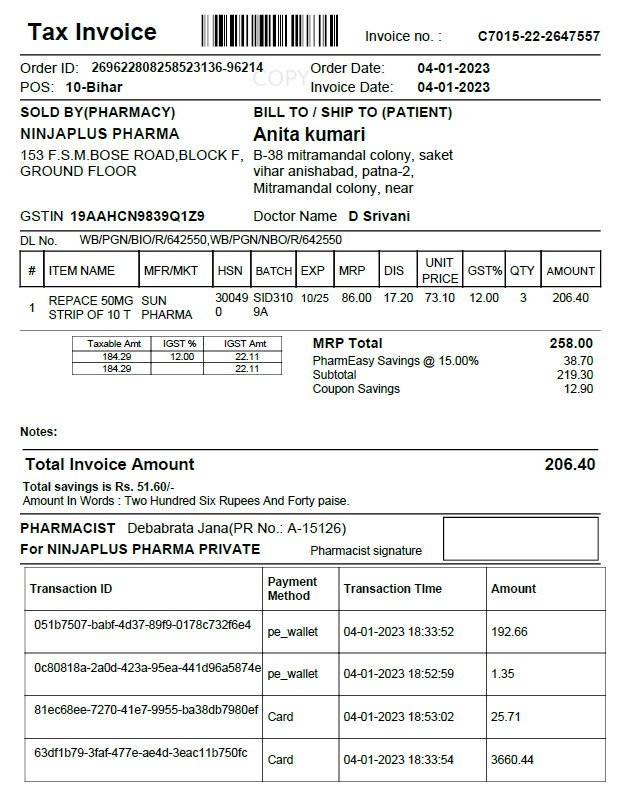 Tax Invoice Invoice no. : C7015-22-2647557
Order ID: 269622808258523136-96214 Order Date: 04-01-2023
COPY
POS: 10-Bihar Invoice Date: 04-01-2023
SOLD BY(PHARMACY) BILL TO / SHIP TO (PATIENT)
NINJAPLUS PHARMA Anita kumari
153 F.S.M.BOSE ROAD,BLOCK F, B-38 mitramandal colony, saket
GROUND FLOOR vihar anishabad, patna-2,
Mitramandal colony, near
GSTIN 19AAHCN9839Q1Z9 Doctor Name D Srivani
DL No. WB/PGN/BIO/R/642550,WB/PGN/NBO/R/642550
# ITEM NAME MFR/MKT HSN BATCH EXP MRP DIS UNIT PRICE GST% QTY AMOUNT
1 REPACE 50MG SUN 30049 SID310 10/25 86.00 17.20 73.10 12.00 3 206.40
STRIP OF 10 T PHARMA 0 9A
Taxable Amt IGST % IGST Amt
184.29 12.00 22.11
184.29 22.11
MRP Total 258.00
PharmEasy Savings @ 15.00% 38.70
Subtotal 219.30
Coupon Savings 12.90
Notes:
Total Invoice Amount 206.40
Total savings is Rs. 51.60/-
Amount In Words : Two Hundred Six Rupees And Forty paise.
PHARMACIST Debabrata Jana(PR No.: A-15126)
For NINJAPLUS PHARMA PRIVATE Pharmacist signature
Transaction ID Payment Method Transaction TIme Amount
051b7507-babf-4d37-89f9-0178c732f6e4 pe_wallet 04-01-2023 18:33:52 192.66
0c80818a-2a0d-423a-95ea-441d96a5874e pe_wallet 04-01-2023 18:52:59 1.35
81ec68ee-7270-41e7-9955-ba38db7980ef Card 04-01-2023 18:53:02 25.71
63df1b79-3faf-477e-ae4d-3eac11b750fc Card 04-01-2023 18:33:54 3660.44